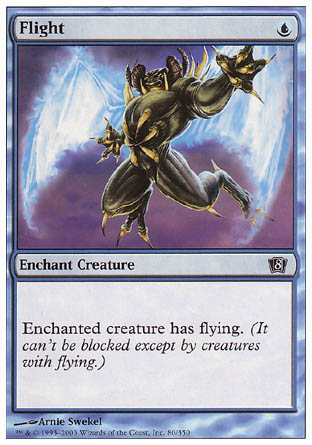 Flight
Enchant Creature
8
Enchanted creature has flying. (It
can't be blocked except by creatures
with flying.)
Arnie Swekel
™ & © 1993-2003 Wizards of the Coast, Inc. 80/350